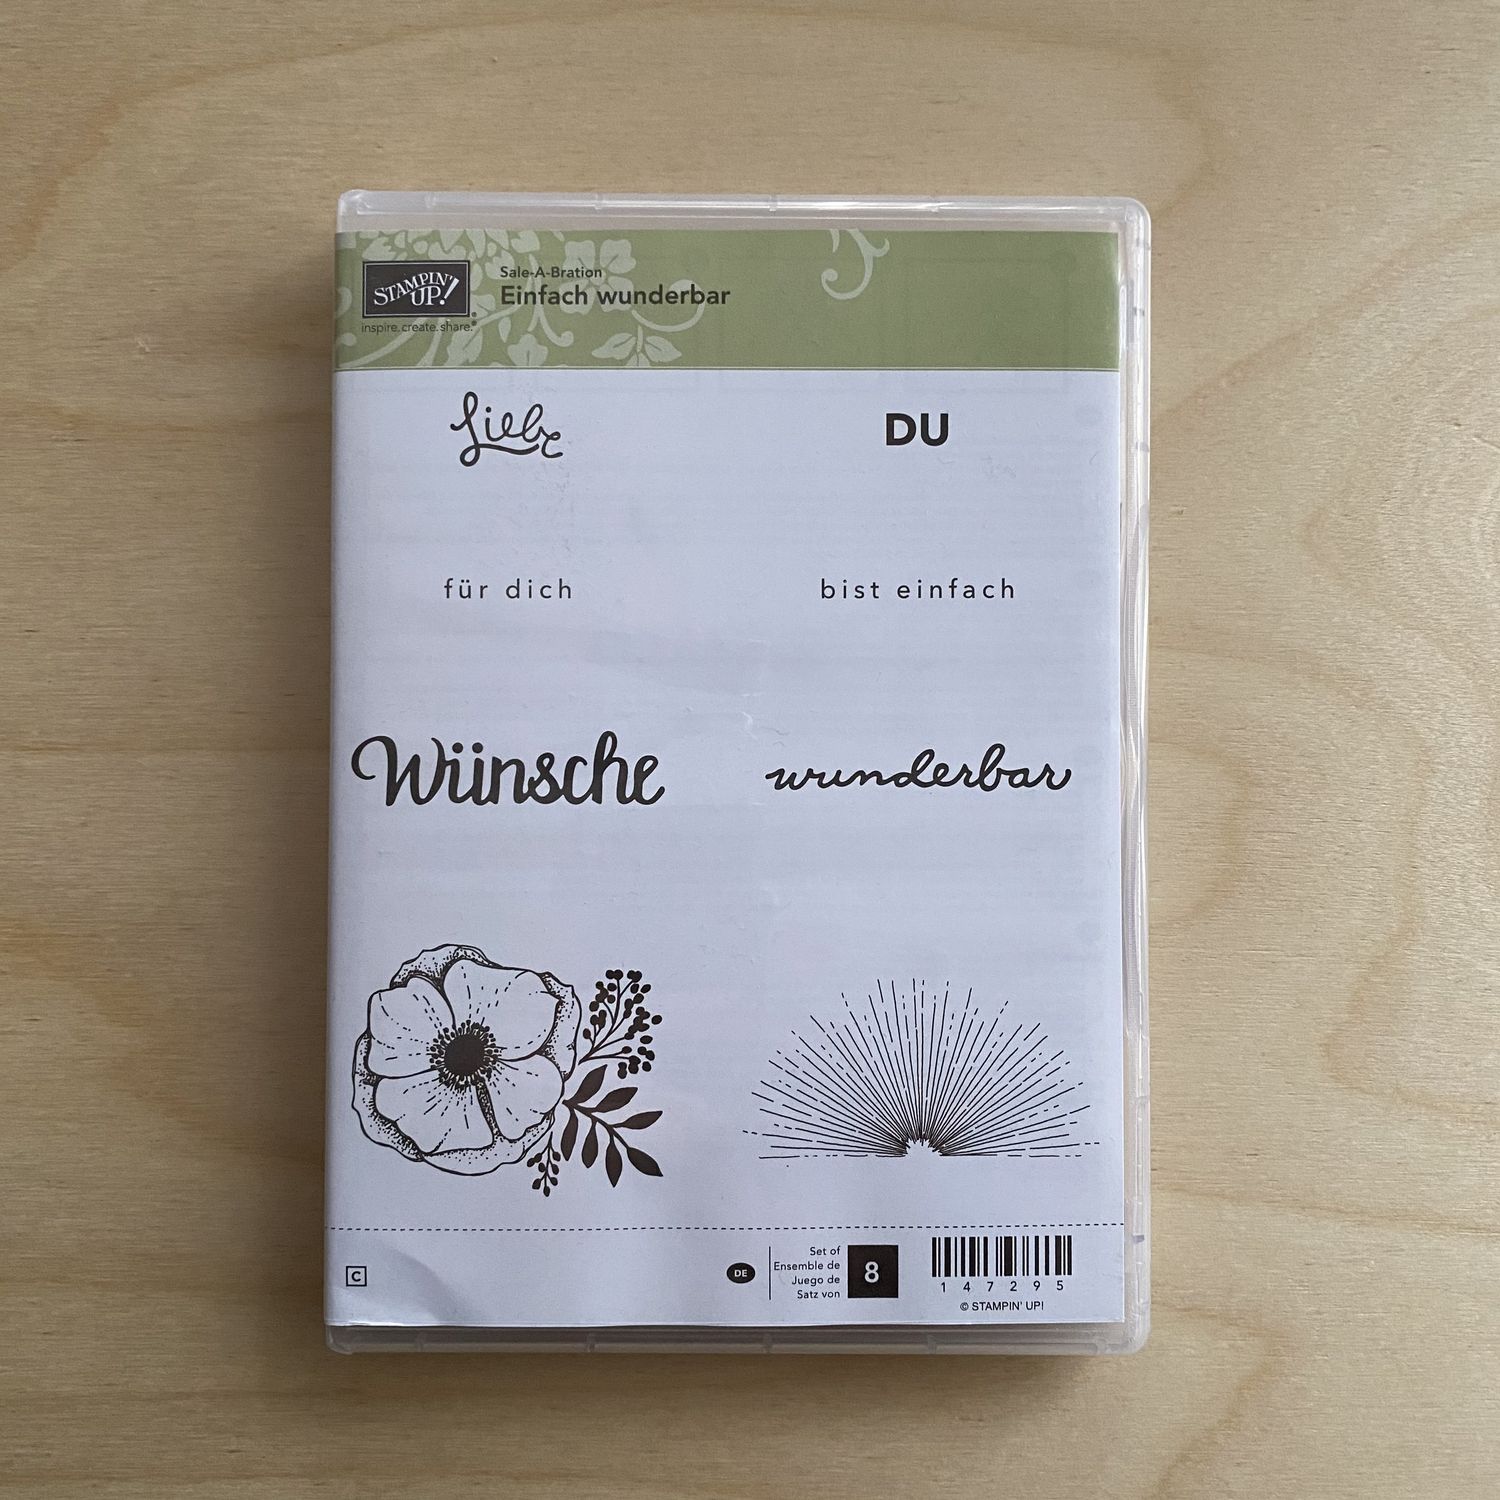 STAMPIN' UP!®
inspire. create. share.®
Sale-A-Bration
Einfach wunderbar
Liebe
DU
für dich
bist einfach
Wünsche
wunderbar
C
DE
Set of
Ensemble de
Juego de
Satz von
8
147295
© STAMPIN' UP!